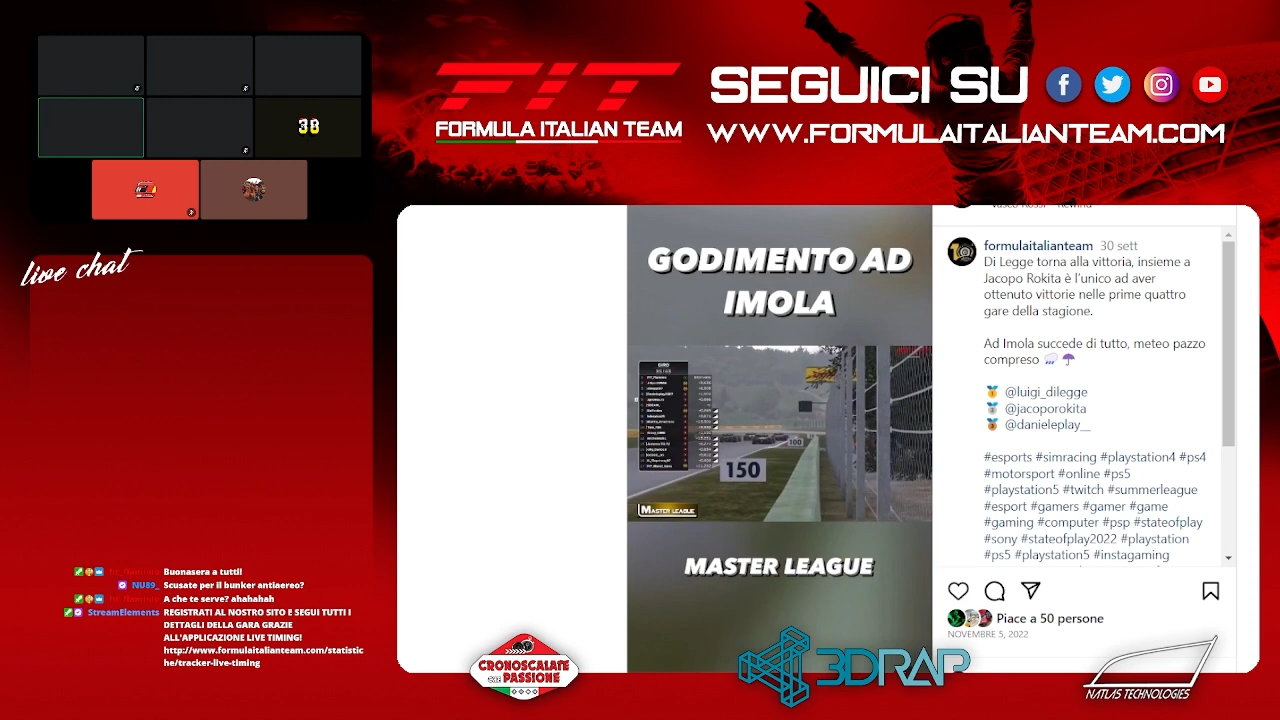 38
FIT
FORMULA ITALIAN TEAM
SEGUICI SU
WWW.FORMULAITALIANTEAM.COM
live chat
Buonasera a tutti!
NU89_ Scusate per il bunker antiaereo?
A che te serve? ahahahah
StreamElements REGISTRATI AL NOSTRO SITO E SEGUI TUTTI I
DETTAGLI DELLA GARA GRAZIE
ALL'APPLICAZIONE LIVE TIMING!
http://www.formulaitalianteam.com/statistic
he/tracker-live-timing
GODIMENTO AD
IMOLA
GIRO
100
150
MASTER LEAGUE
MASTER LEAGUE
formulaitalianteam 30 sett
Di Legge torna alla vittoria, insieme a
Jacopo Rokita è l'unico ad aver
ottenuto vittorie nelle prime quattro
gare della stagione.
Ad Imola succede di tutto, meteo pazzo
compreso
@luigi_dilegge
@jacoporokita
@danieleplay__
#esports #simracing #playstation4 #ps4
#motorsport #online #ps5
#playstation5 #twitch #summerleague
#esport #gamers #gamer #game
#gaming #computer #psp #stateofplay
#sony #stateofplay2022 #playstation
#ps5 #playstation5 #instagaming
Piace a 50 persone
NOVEMBRE 5, 2022
CRONOSCALATE
CHE
PASSIONE
3DRAP
NATLAS TECHNOLOGIES